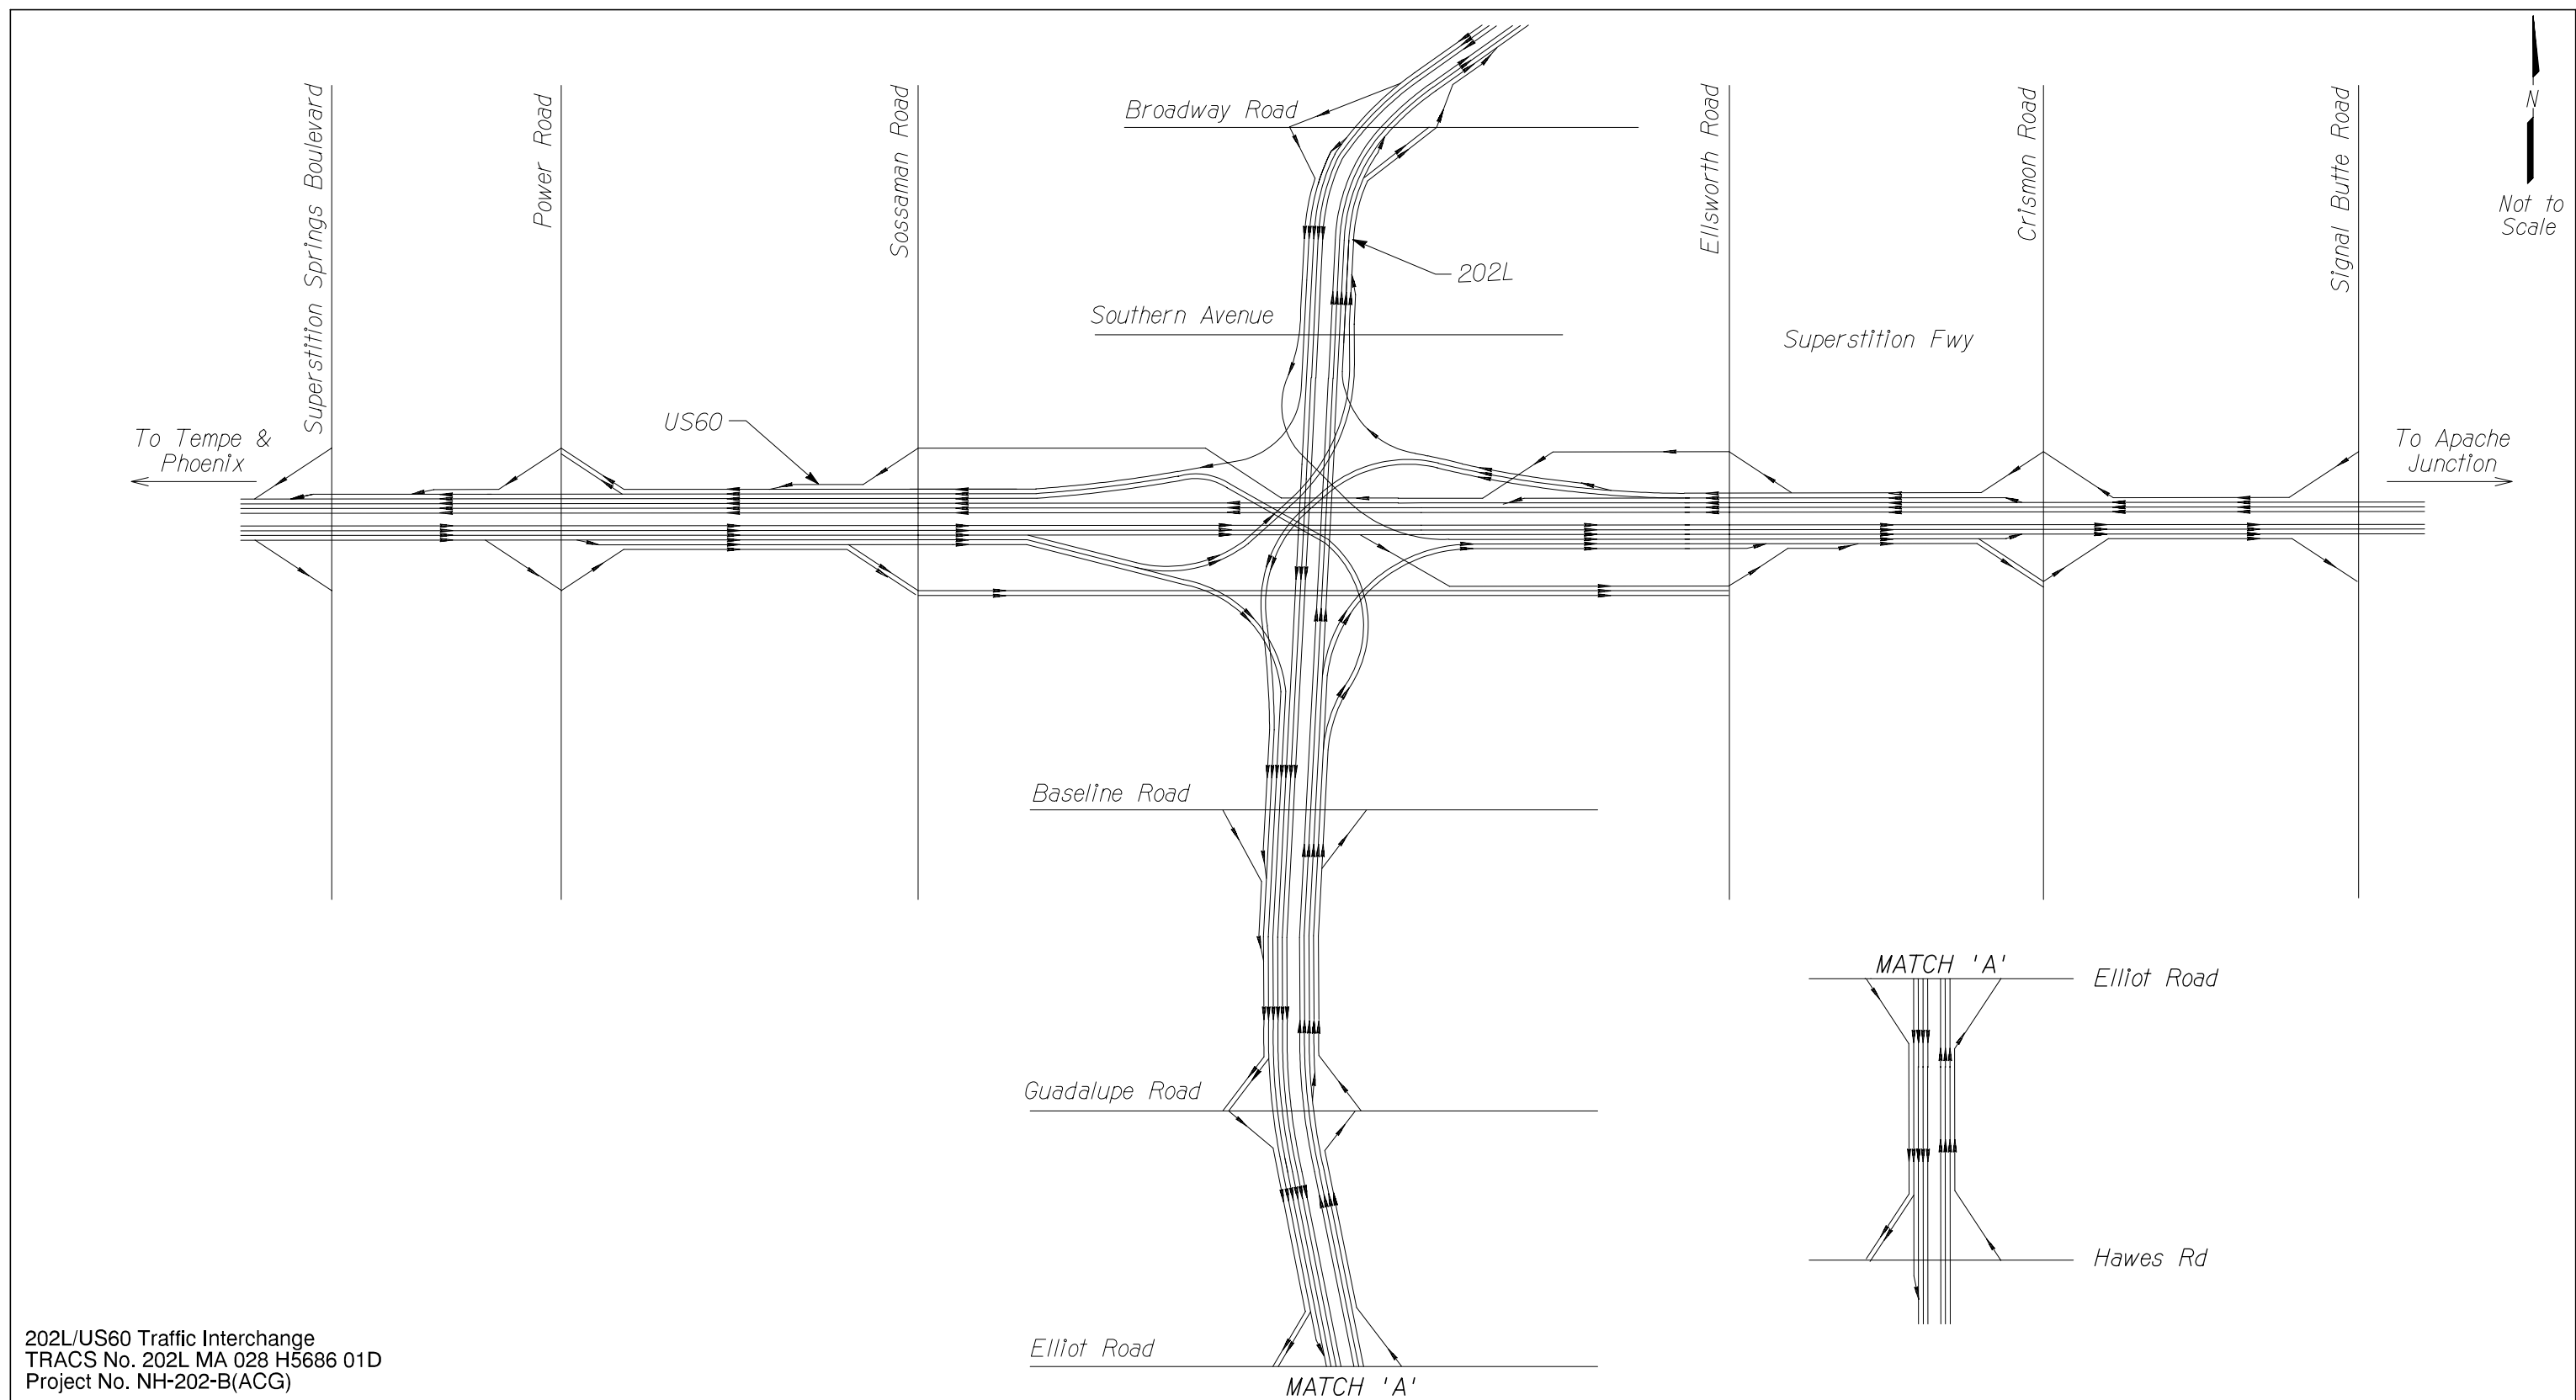 Superstition Springs Boulevard
Power Road
Sossaman Road
Broadway Road
Ellsworth Road
Crismon Road
Signal Butte Road
N
Not to
Scale
202L
Southern Avenue
Superstition Fwy
US60
To Tempe &
Phoenix
To Apache
Junction
Baseline Road
MATCH 'A'
Elliot Road
Guadalupe Road
Hawes Rd
Elliot Road
MATCH 'A'
202L/US60 Traffic Interchange
TRACS No. 202L MA 028 H5686 01D
Project No. NH-202-B(ACG)